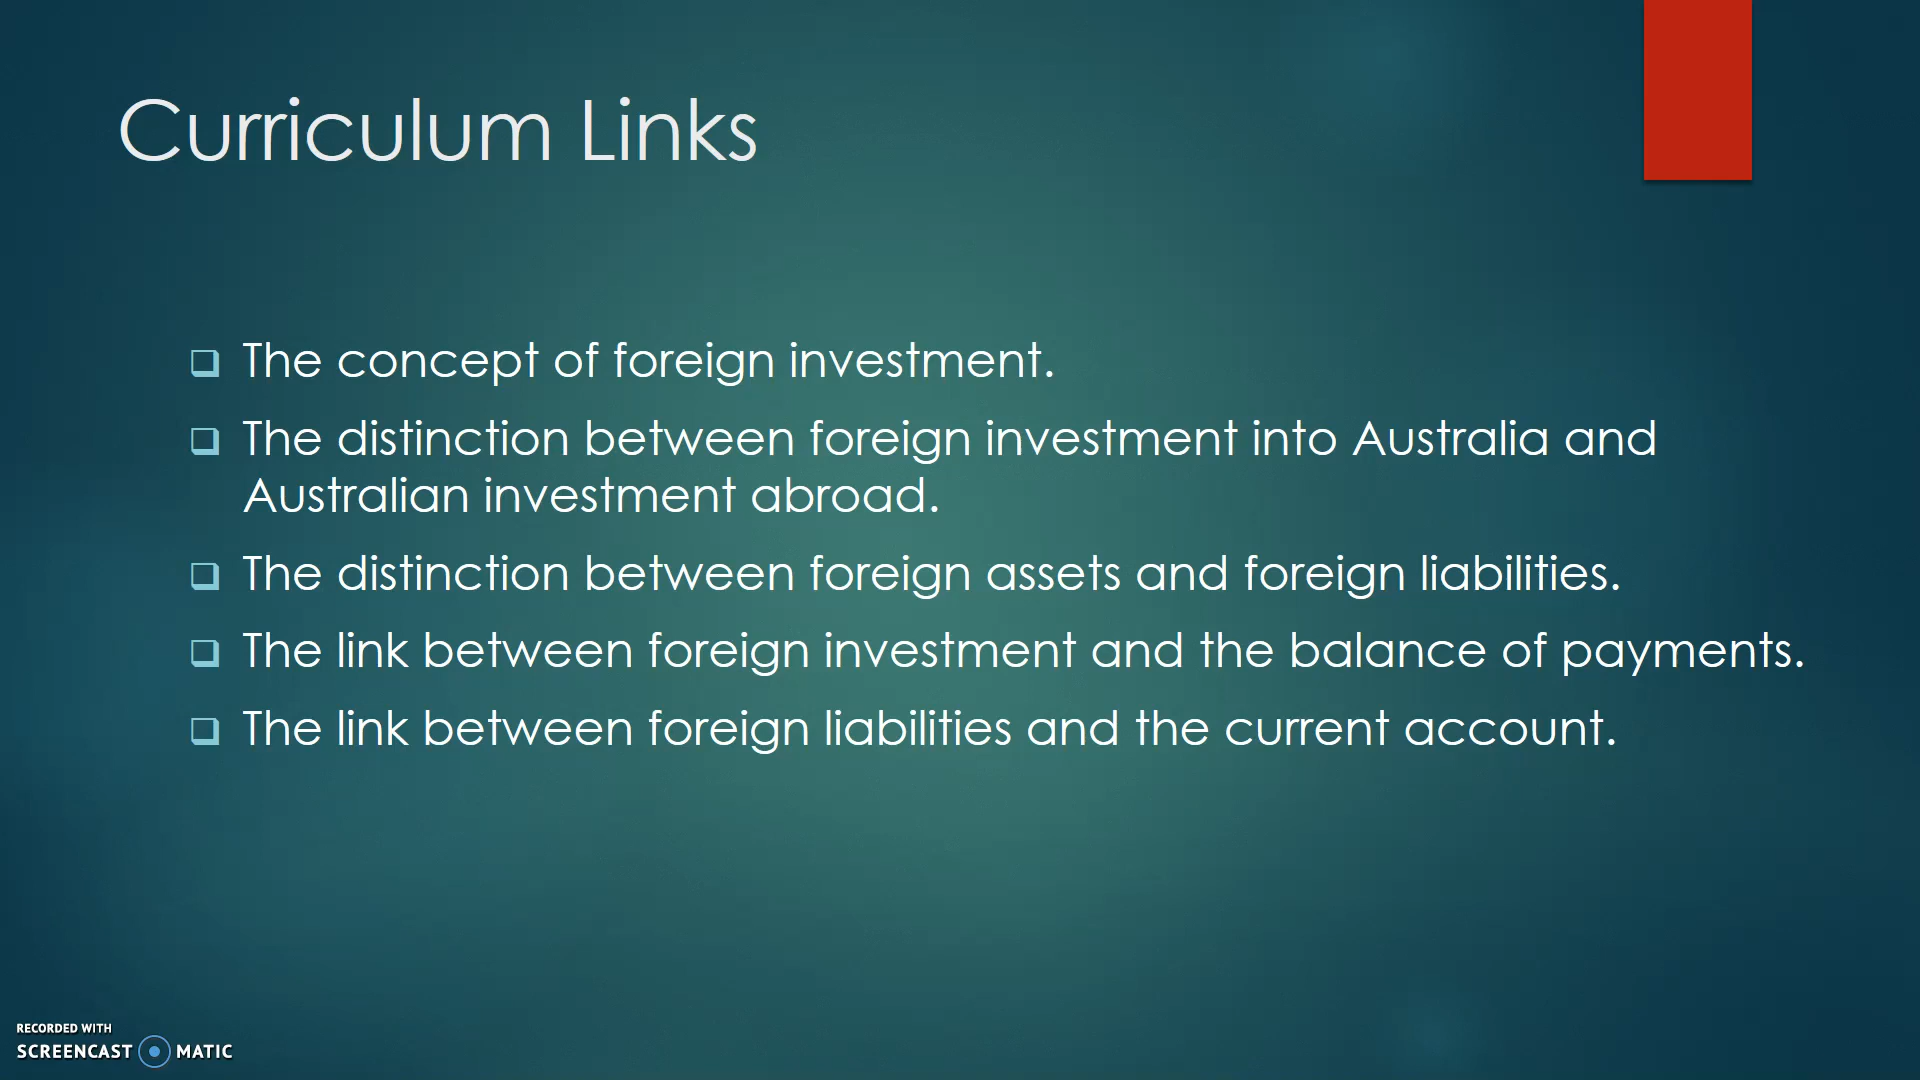 Curriculum Links
The concept of foreign investment.
The distinction between foreign investment into Australia and
Australian investment abroad.
The distinction between foreign assets and foreign liabilities.
The link between foreign investment and the balance of payments.
The link between foreign liabilities and the current account.
RECORDED WITH
SCREENCAST MATIC